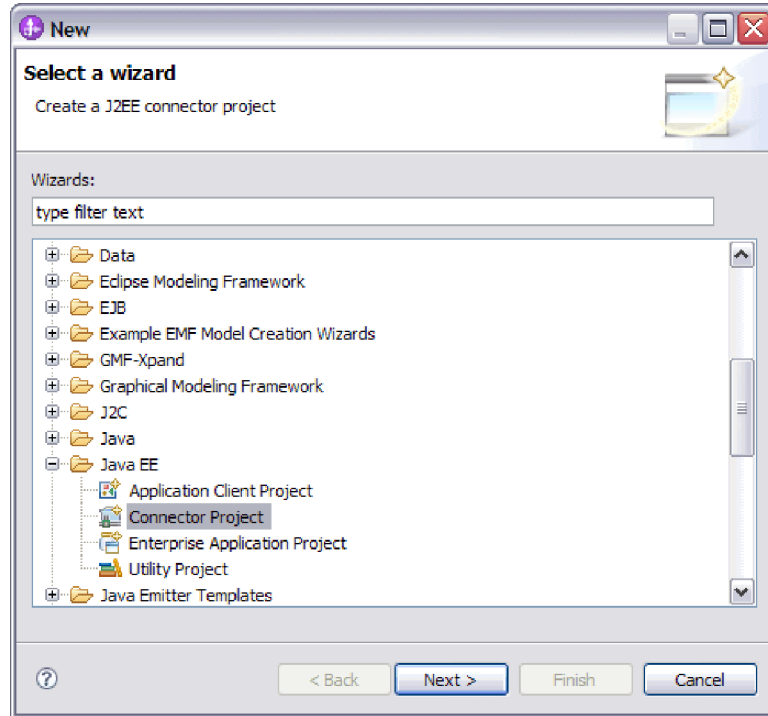 New
Select a wizard
Create a J2EE connector project
Wizards:
type filter text
Data
Eclipse Modeling Framework
EJB
Example EMF Model Creation Wizards
GMF-Xpand
Graphical Modeling Framework
J2C
Java
Java EE
Application Client Project
Connector Project
Enterprise Application Project
Utility Project
Java Emitter Templates
? < Back Next > Finish Cancel